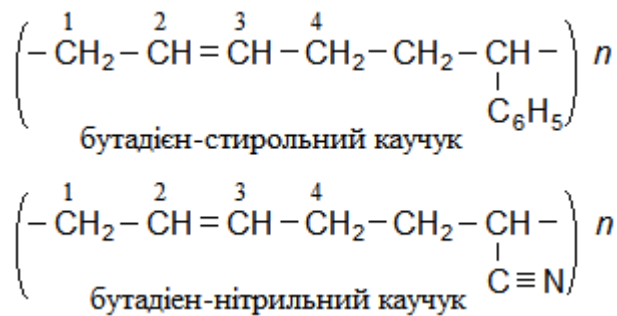 1 2 3 4
(–CH₂–CH=CH–CH₂–CH₂–CH–) n
C₆H₅
бутадієн-стирольний каучук
1 2 3 4
(–CH₂–CH=CH–CH₂–CH₂–CH–) n
C≡N
бутадіен-нітрильний каучук